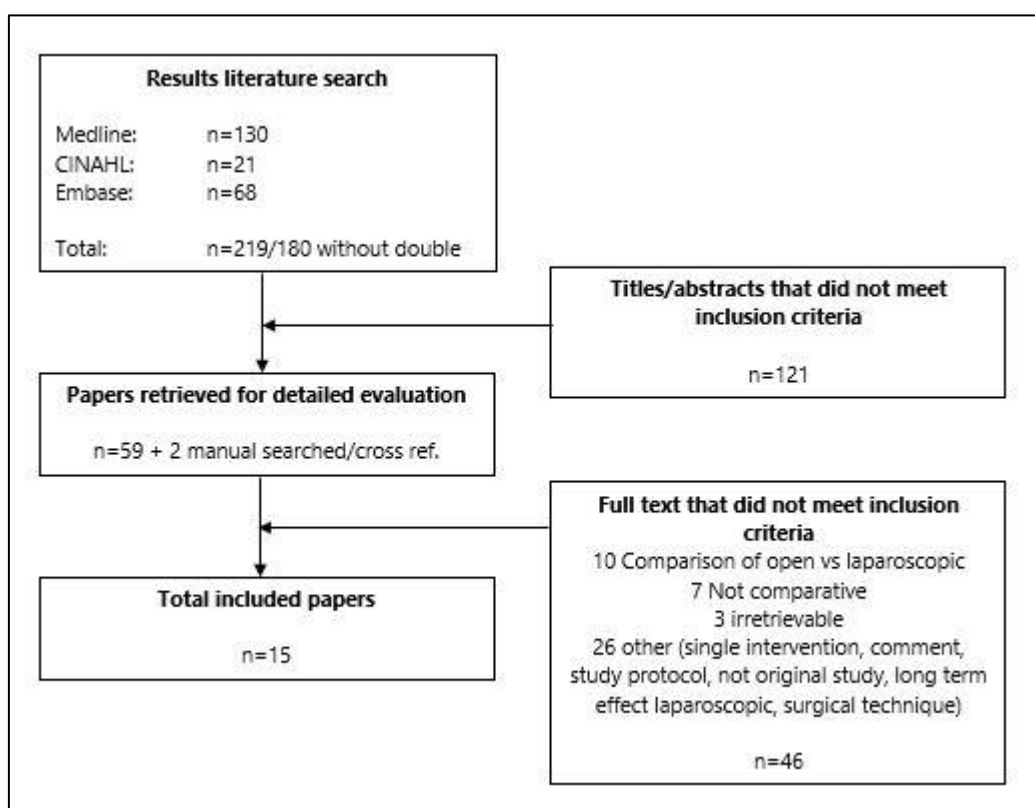 Results literature search
Medline: n=130
CINAHL: n=21
Embase: n=68
Total: n=219/180 without double
Titles/abstracts that did not meet
inclusion criteria
n=121
Papers retrieved for detailed evaluation
n=59 + 2 manual searched/cross ref.
Full text that did not meet inclusion
criteria
10 Comparison of open vs laparoscopic
7 Not comparative
3 irretrievable
26 other (single intervention, comment,
study protocol, not original study, long term
effect laparoscopic, surgical technique)
n=46
Total included papers
n=15